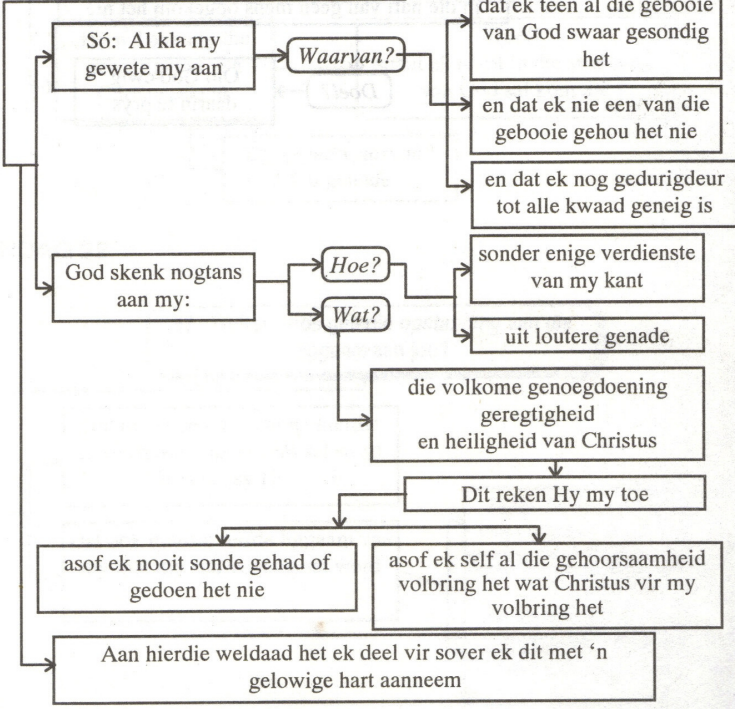 dat ek teen al die gebooie
van God swaar gesondig
het
Só: Al kla my
gewete my aan
Waarvan?
en dat ek nie een van die
gebooie gehou het nie
en dat ek nog gedurigdeur
tot alle kwaad geneig is
God skenk nogtans
aan my:
Hoe?
Wat?
sonder enige verdienste
van my kant
uit loutere genade
die volkome genoegdoening
geregtigheid
en heiligheid van Christus
Dit reken Hy my toe
asof ek nooit sonde gehad of
gedoen het nie
asof ek self al die gehoorsaamheid
volbring het wat Christus vir my
volbring het
Aan hierdie weldaad het ek deel vir sover ek dit met ‘n
gelowige hart aanneem